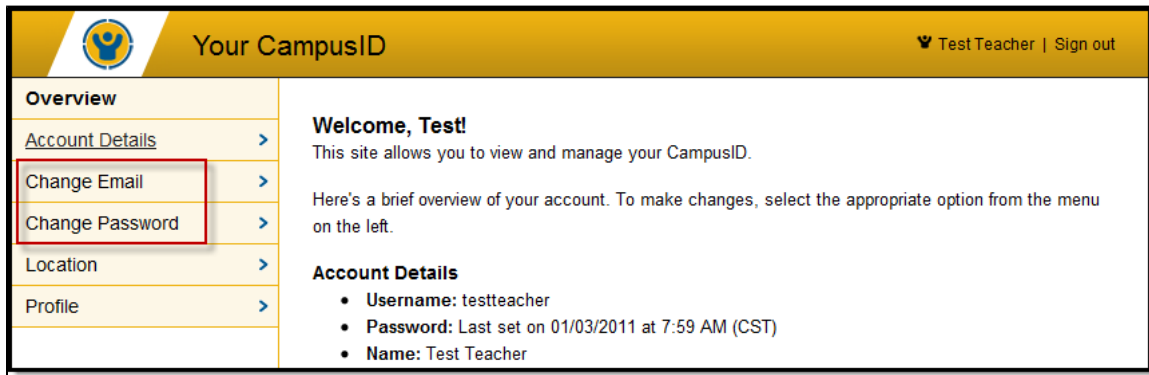 Your CampusID
Test Teacher | Sign out
Overview
Account Details
Change Email
Change Password
Location
Profile
Welcome, Test!
This site allows you to view and manage your CampusID.
Here's a brief overview of your account. To make changes, select the appropriate option from the menu
on the left.
Account Details
• Username: testteacher
• Password: Last set on 01/03/2011 at 7:59 AM (CST)
• Name: Test Teacher